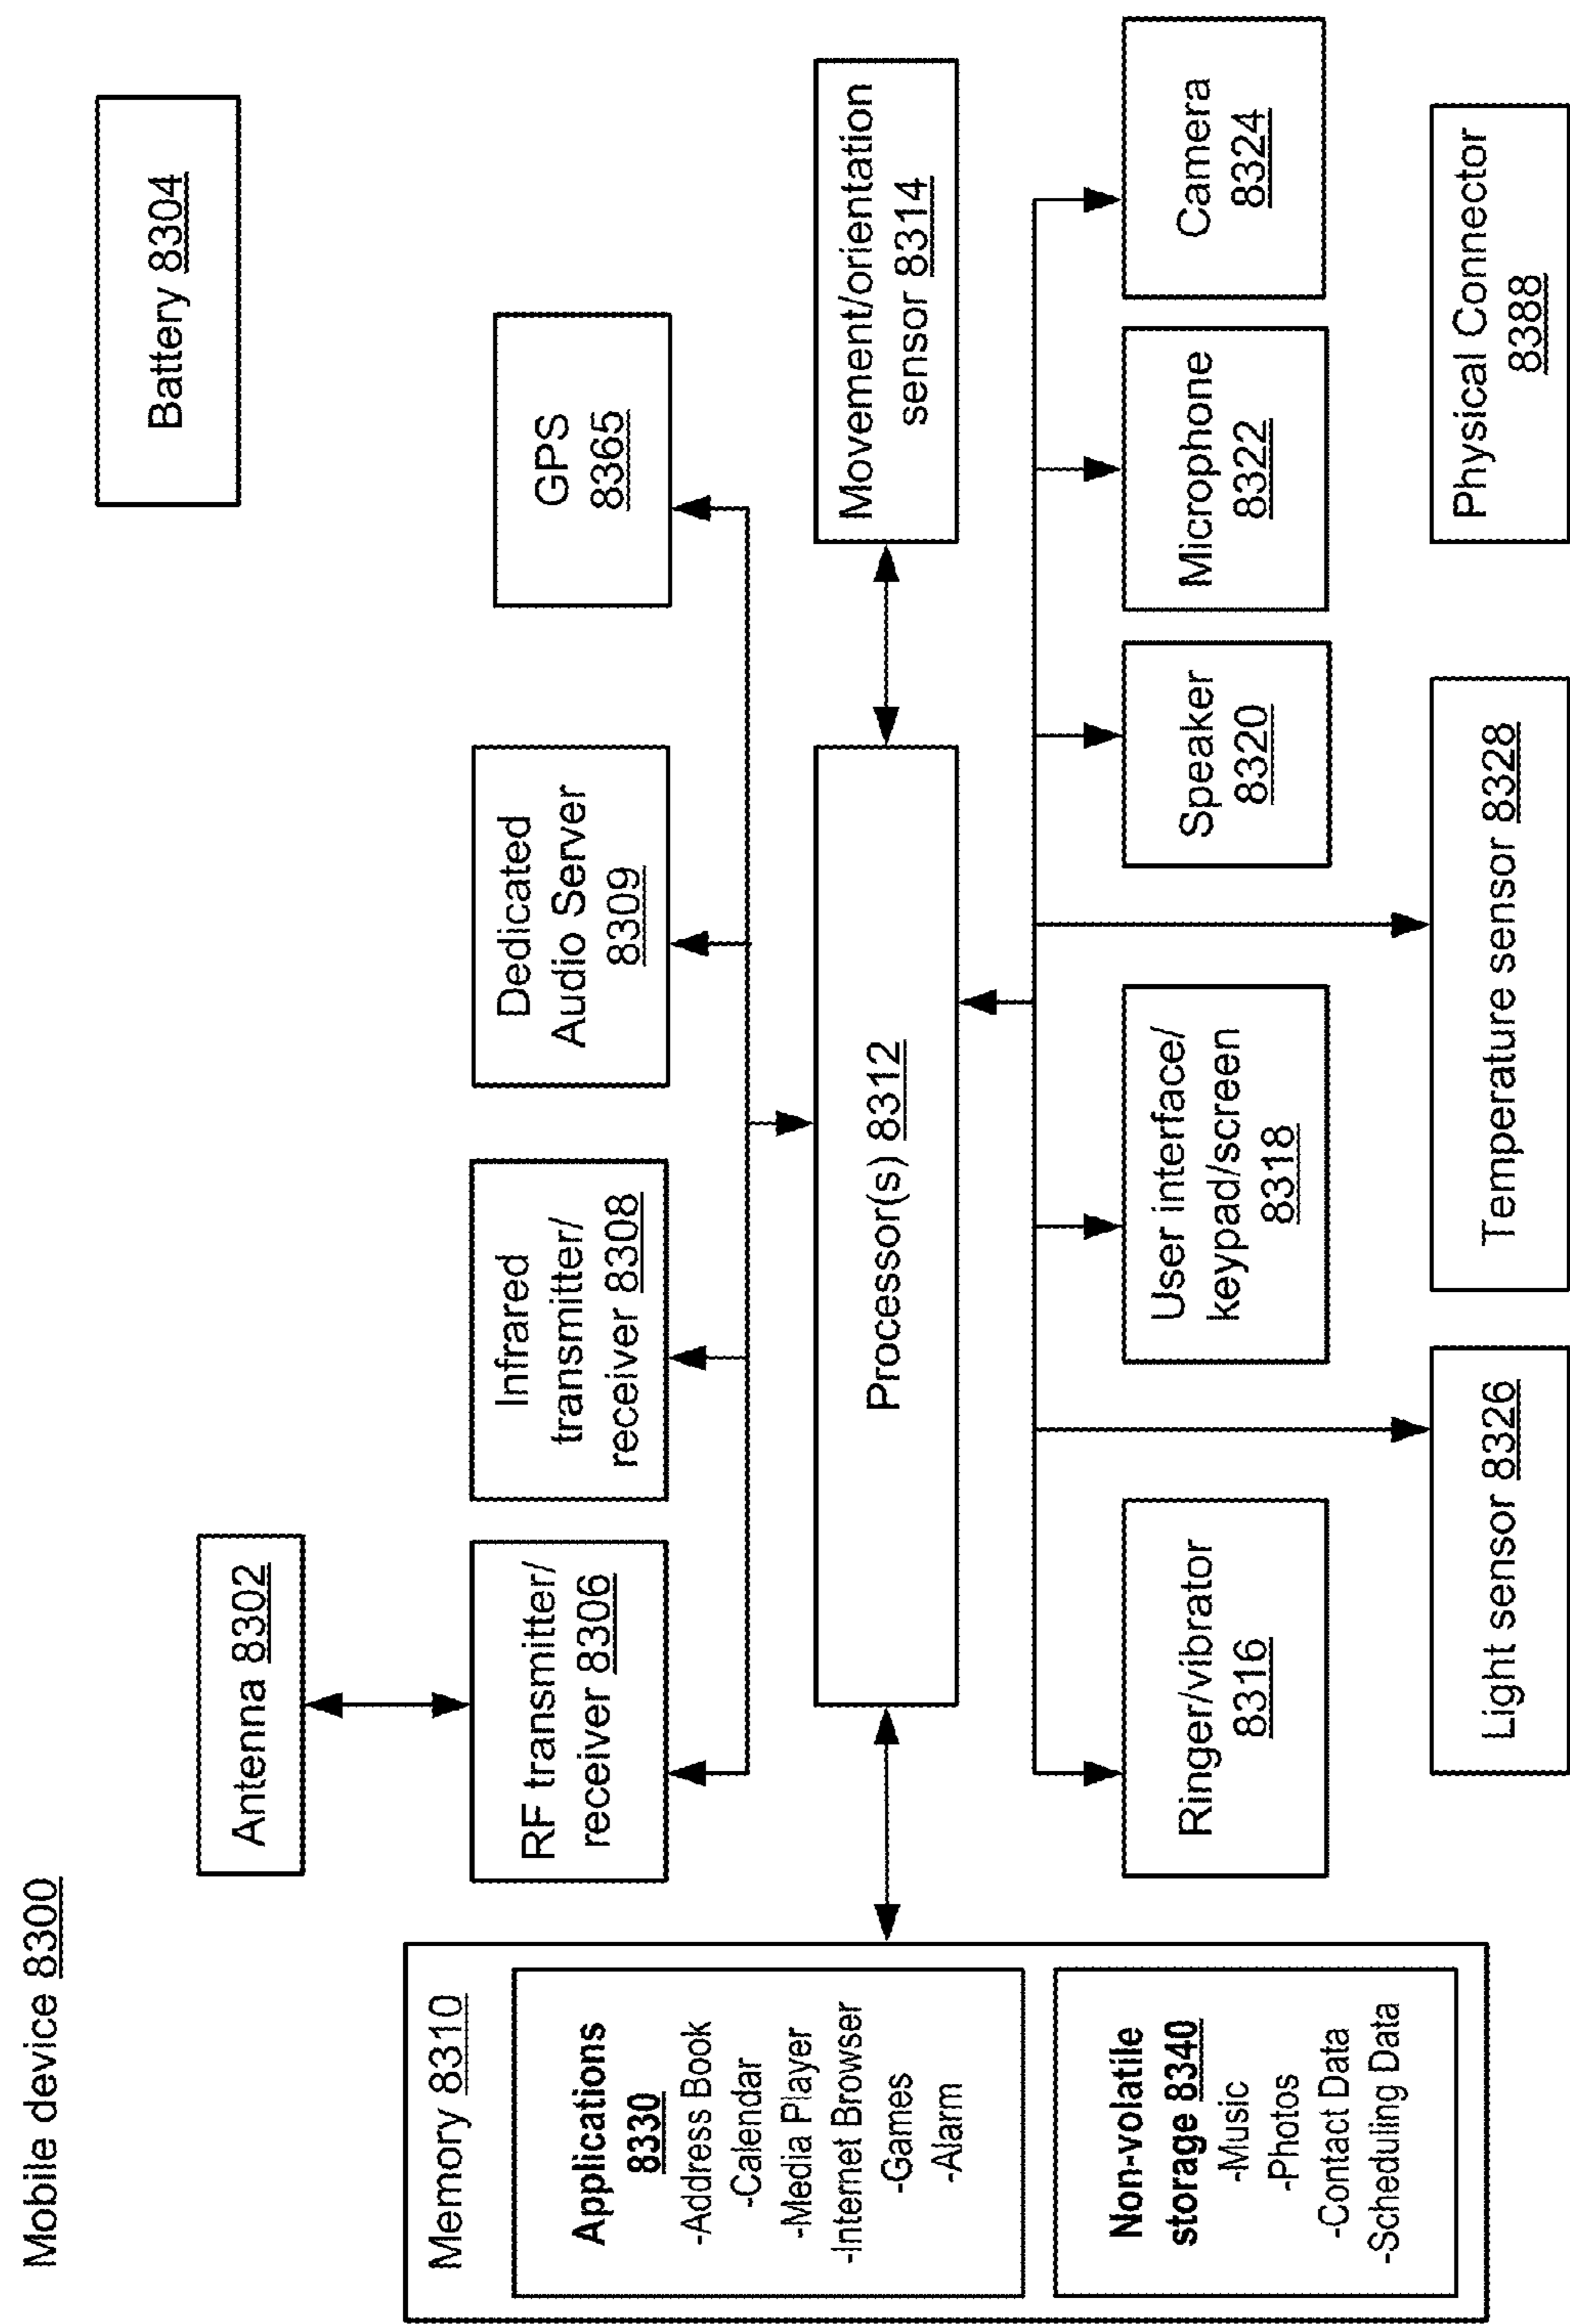 Mobile device 8300
Antenna 8302
Battery 8304
RF transmitter/
receiver 8306
Infrared
transmitter/
receiver 8308
Dedicated
Audio Server
8309
GPS
8365
Memory 8310
Applications
8330
-Address Book
-Calendar
-Media Player
-Internet Browser
-Games
-Alarm
Non-volatile
storage 8340
-Music
-Photos
-Contact Data
-Scheduling Data
Processor(s) 8312
Movement/orientation
sensor 8314
Ringer/vibrator
8316
User interface/
keypad/screen
8318
Speaker
8320
Microphone
8322
Camera
8324
Light sensor 8326
Temperature sensor 8328
Physical Connector
8388